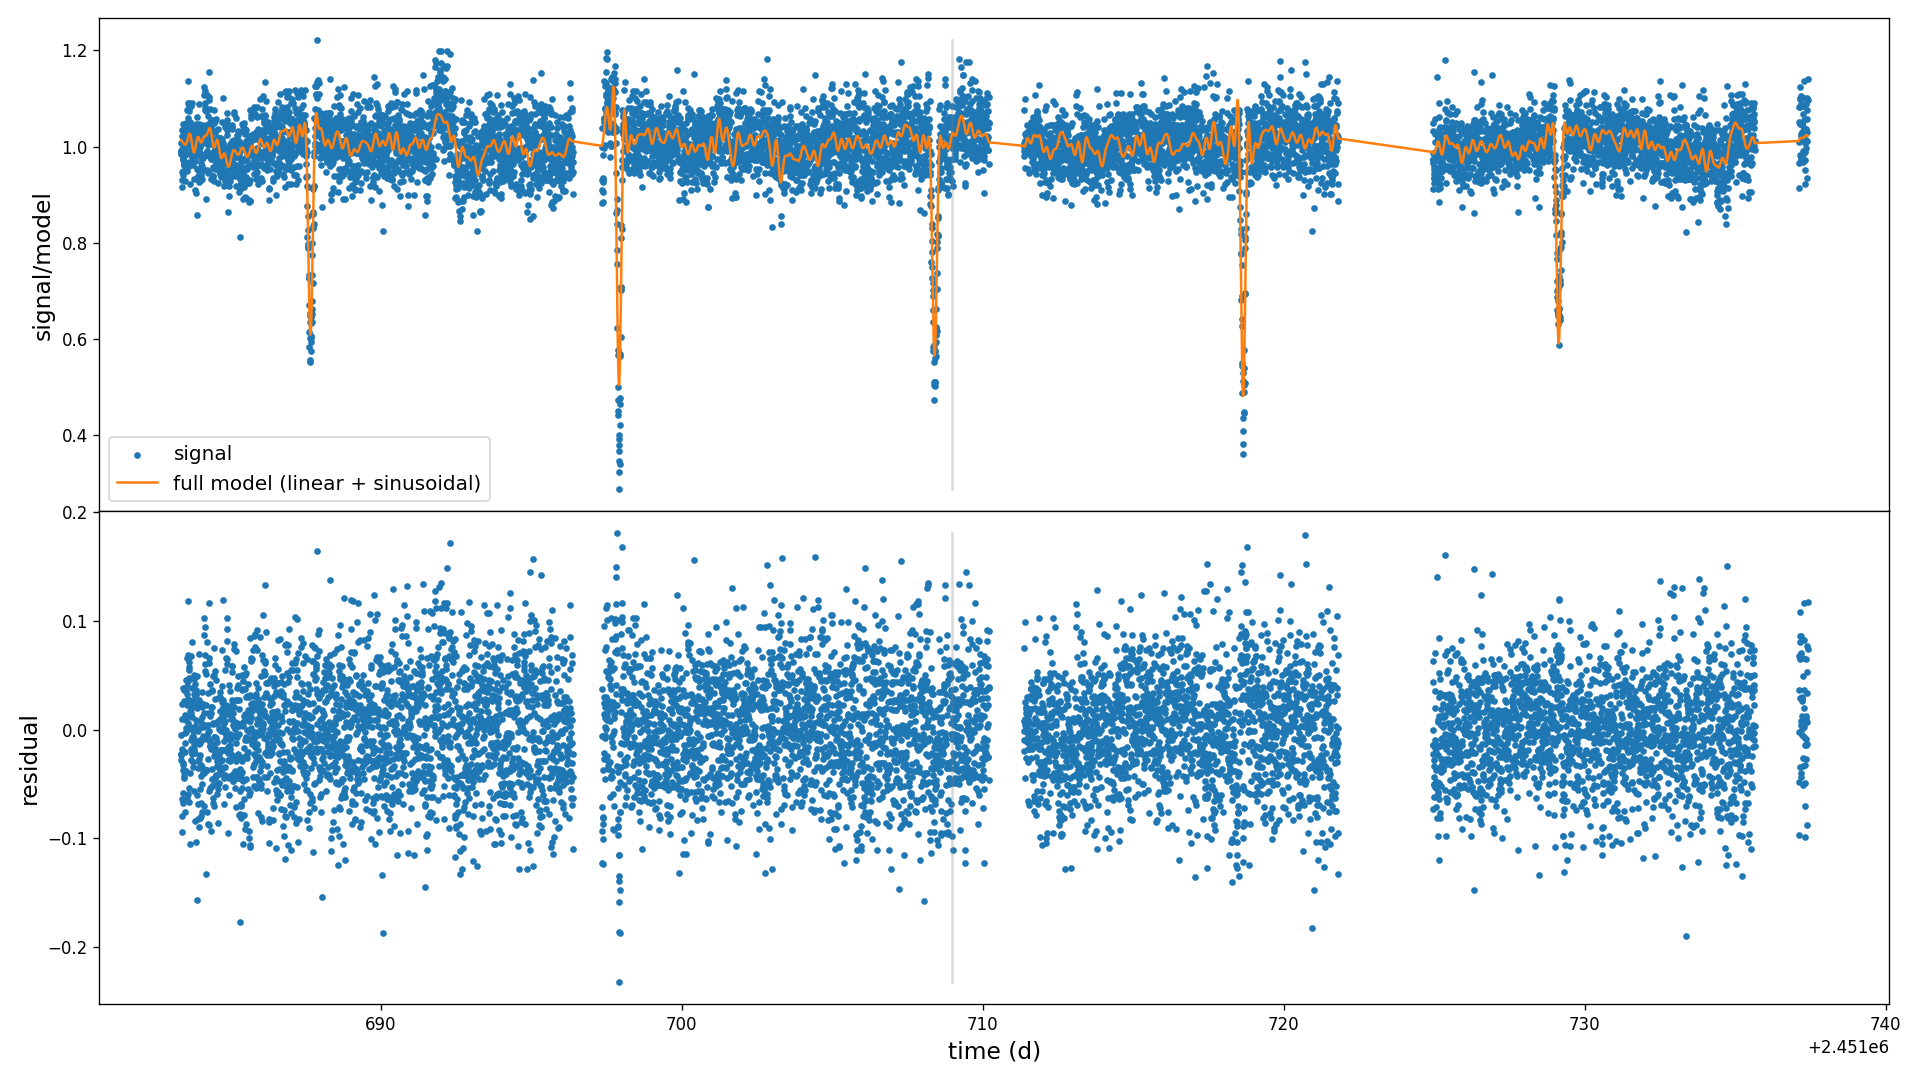 signal/model
1.2
1.0
0.8
0.6
0.4
signal
full model (linear + sinusoidal)
residual
0.2
0.1
0.0
−0.1
−0.2
690
700
710
720
730
740
time (d)
+2.451e6